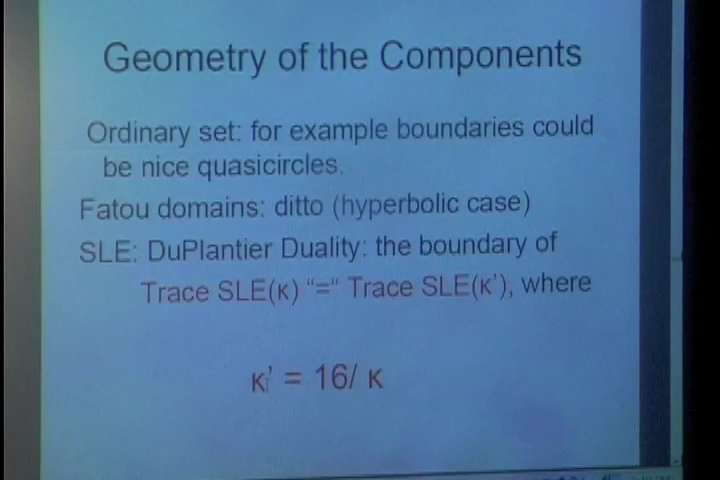 Geometry of the Components
Ordinary set: for example boundaries could
be nice quasicircles.
Fatou domains: ditto (hyperbolic case)
SLE: DuPlantier Duality: the boundary of
Trace SLE(κ) “=“ Trace SLE(κ’), where
κ’ = 16/ κ